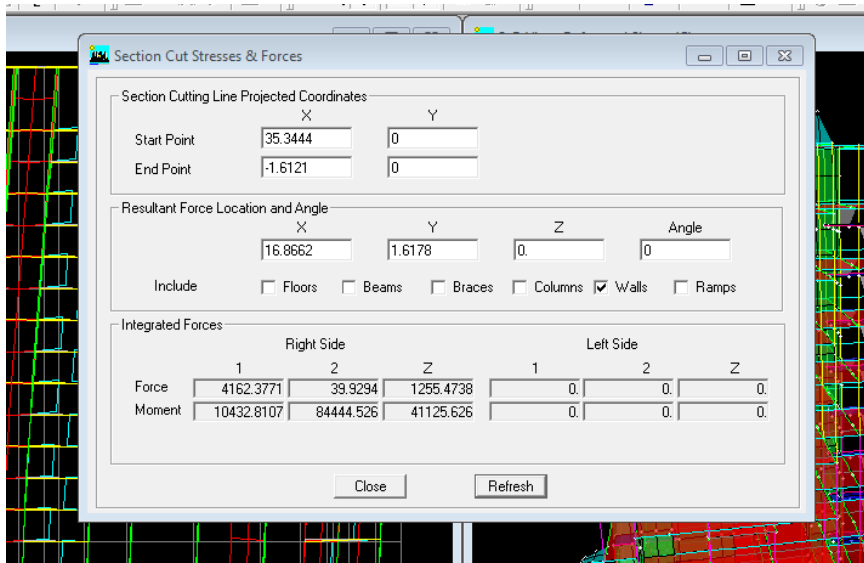 Section Cut Stresses & Forces
Section Cutting Line Projected Coordinates
X Y
Start Point 35.3444 0
End Point -1.6121 0
Resultant Force Location and Angle
X Y Z Angle
16.8662 1.6178 0. 0
Include Floors Beams Braces Columns Walls Ramps
Integrated Forces
Right Side Left Side
1 2 Z 1 2 Z
Force 4162.3771 39.9294 1255.4738 0. 0. 0.
Moment 10432.8107 84444.526 41125.626 0. 0. 0.
Close Refresh